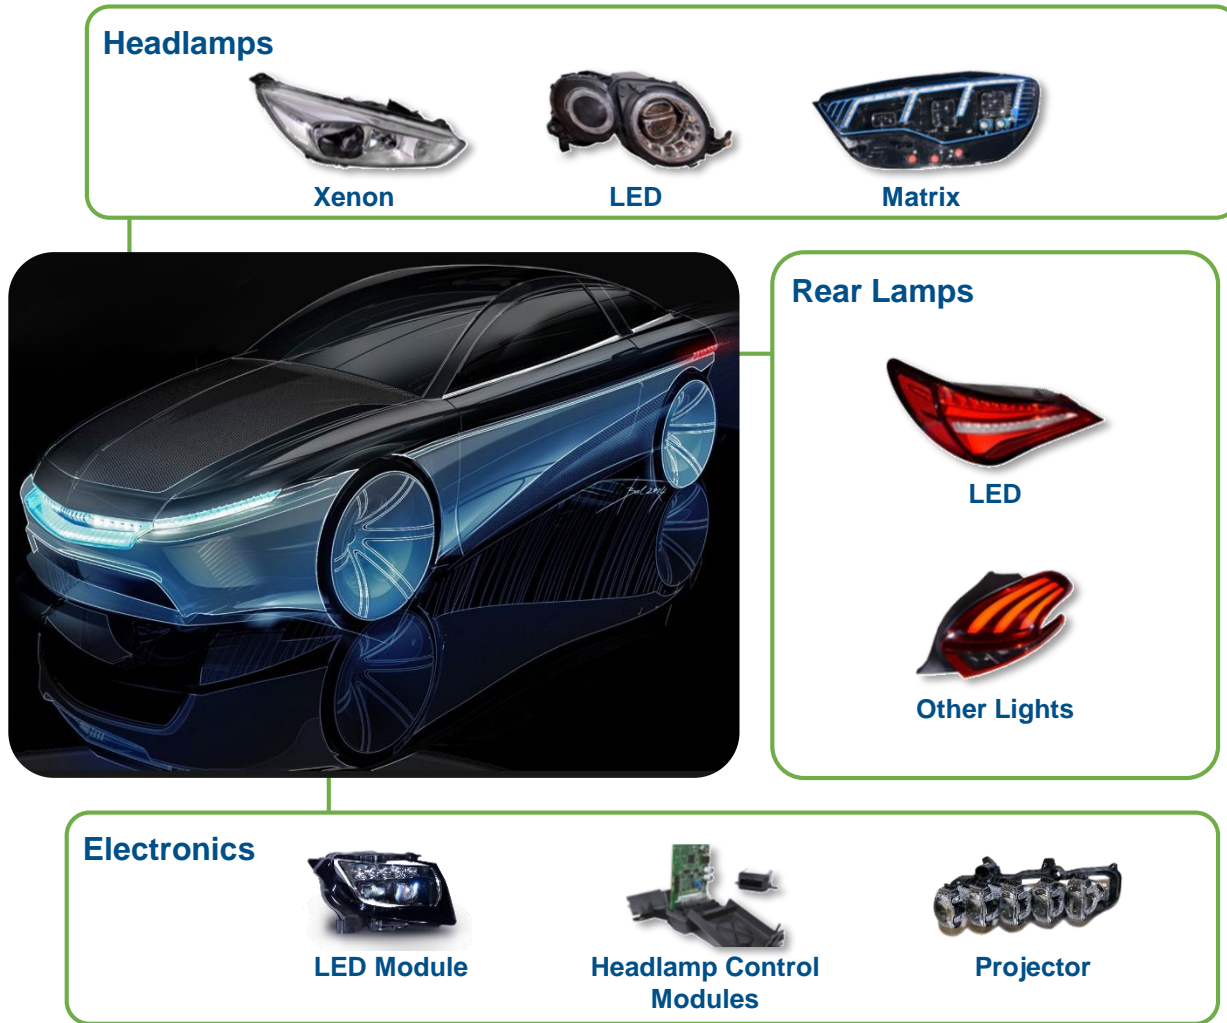 Headlamps
Xenon
LED
Matrix
Rear Lamps
LED
Other Lights
Electronics
LED Module
Headlamp Control
Modules
Projector